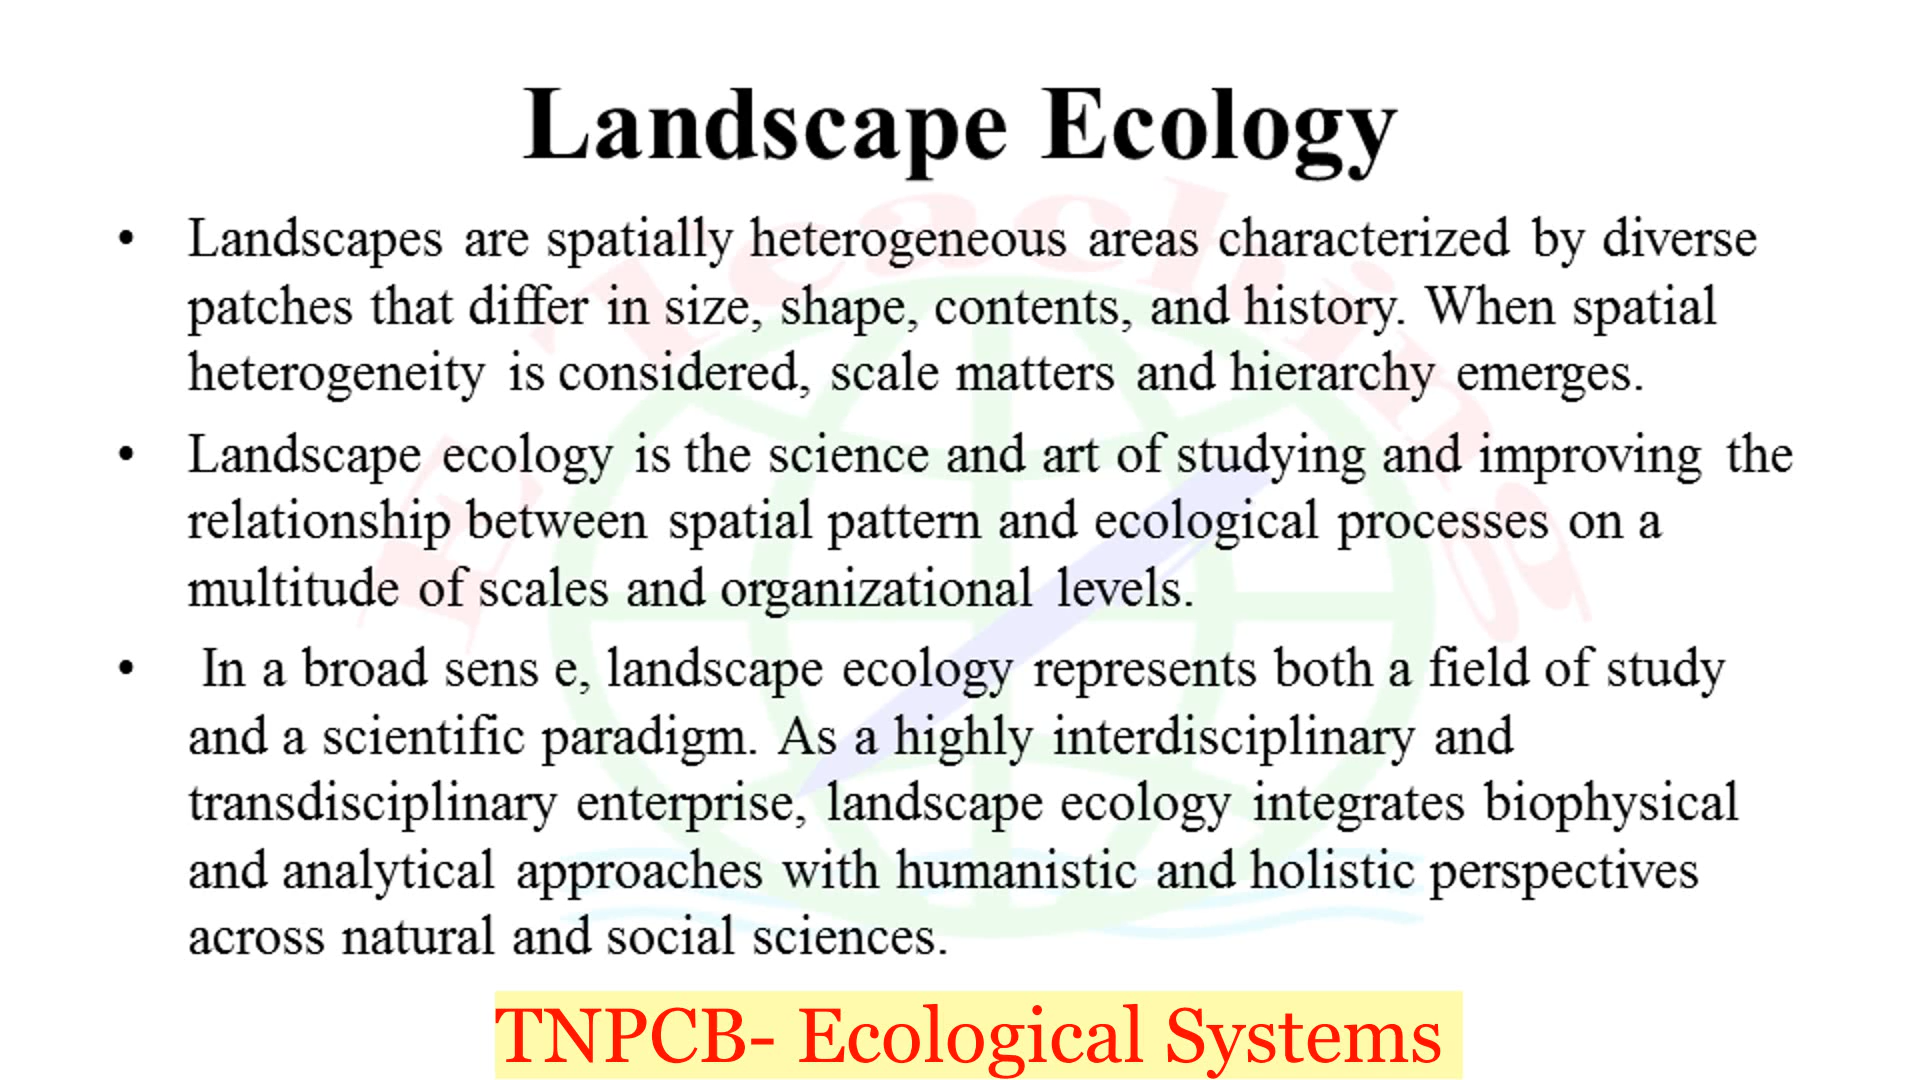 Landscape Ecology
• Landscapes are spatially heterogeneous areas characterized by diverse
patches that differ in size, shape, contents, and history. When spatial
heterogeneity is considered, scale matters and hierarchy emerges.
• Landscape ecology is the science and art of studying and improving the
relationship between spatial pattern and ecological processes on a
multitude of scales and organizational levels.
• In a broad sens e, landscape ecology represents both a field of study
and a scientific paradigm. As a highly interdisciplinary and
transdisciplinary enterprise, landscape ecology integrates biophysical
and analytical approaches with humanistic and holistic perspectives
across natural and social sciences.
E Teaching
TNPCB- Ecological Systems